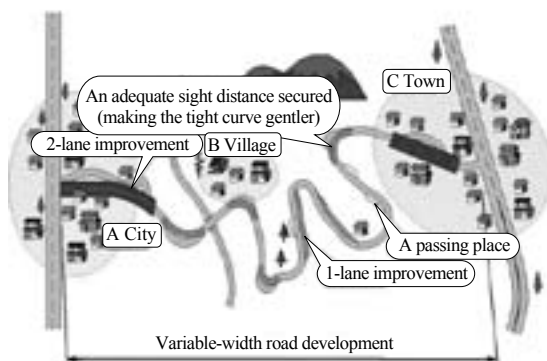 C Town
An adequate sight distance secured
(making the tight curve gentler)
2-lane improvement
B Village
A City
A passing place
1-lane improvement
Variable-width road development